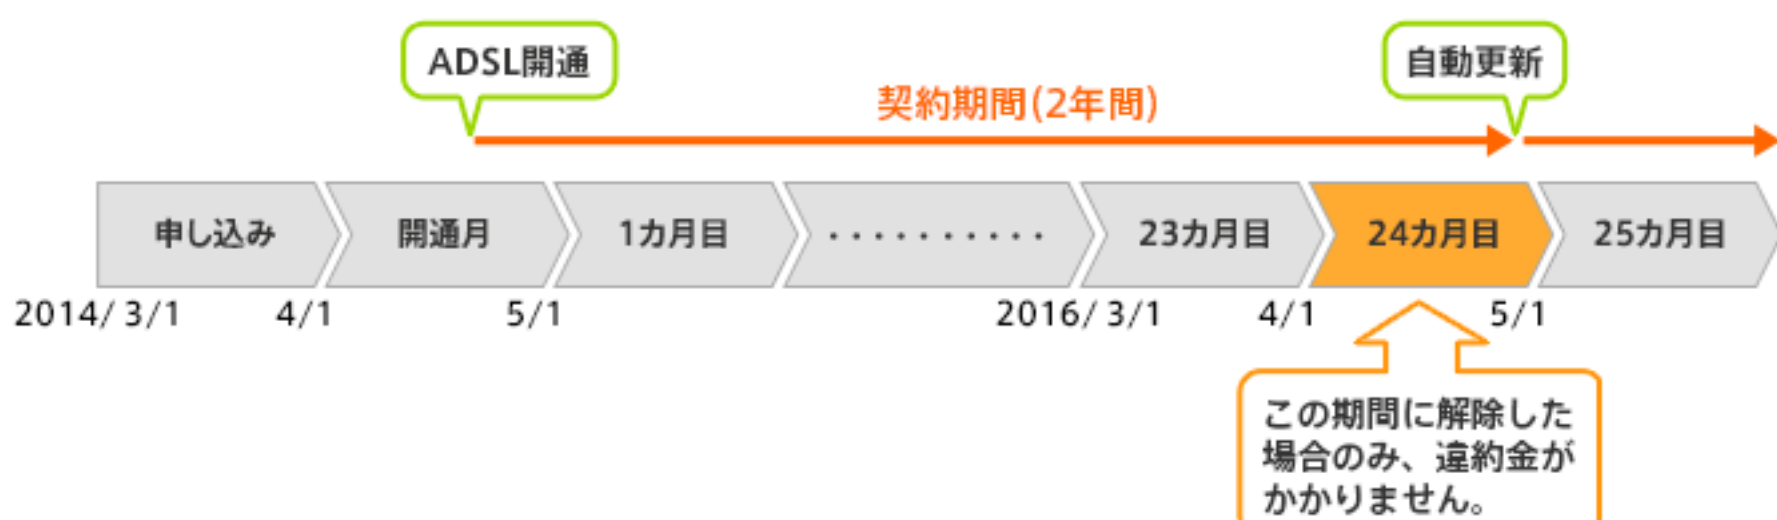 ADSL開通
自動更新
契約期間(2年間)
申し込み
開通月
1カ月目
··········
23カ月目
24カ月目
25カ月目
2014/ 3/1
4/1
5/1
2016/ 3/1
4/1
5/1
この期間に解除した
場合のみ、違約金が
かかりません。